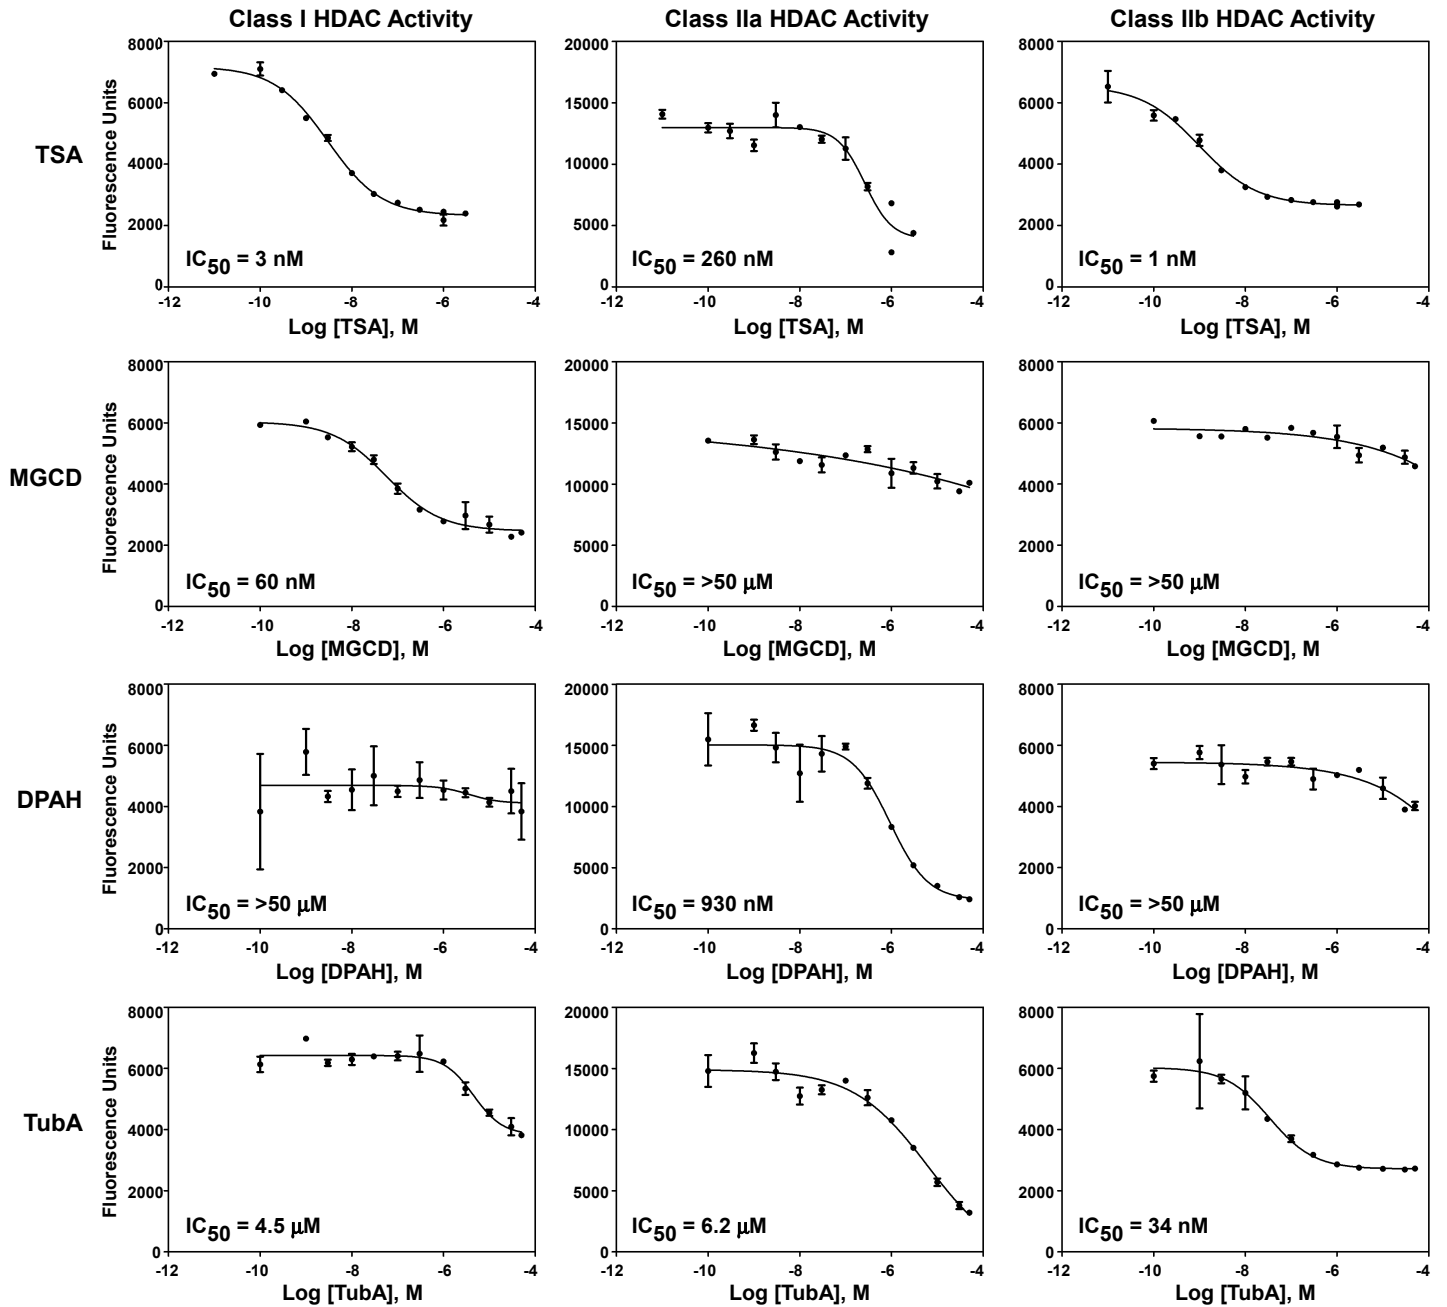 Class I HDAC Activity
Class IIa HDAC Activity
Class IIb HDAC Activity
TSA
Fluorescence Units
8000
6000
4000
2000
0
IC50 = 3 nM
-12 -10 -8 -6 -4
Log [TSA], M
20000
15000
10000
5000
0
IC50 = 260 nM
-12 -10 -8 -6 -4
Log [TSA], M
8000
6000
4000
2000
0
IC50 = 1 nM
-12 -10 -8 -6 -4
Log [TSA], M
MGCD
Fluorescence Units
8000
6000
4000
2000
0
IC50 = 60 nM
-12 -10 -8 -6 -4
Log [MGCD], M
20000
15000
10000
5000
0
IC50 = >50 µM
-12 -10 -8 -6 -4
Log [MGCD], M
8000
6000
4000
2000
0
IC50 = >50 µM
-12 -10 -8 -6 -4
Log [MGCD], M
DPAH
Fluorescence Units
8000
6000
4000
2000
0
IC50 = >50 µM
-12 -10 -8 -6 -4
Log [DPAH], M
20000
15000
10000
5000
0
IC50 = 930 nM
-12 -10 -8 -6 -4
Log [DPAH], M
8000
6000
4000
2000
0
IC50 = >50 µM
-12 -10 -8 -6 -4
Log [DPAH], M
TubA
Fluorescence Units
8000
6000
4000
2000
0
IC50 = 4.5 µM
-12 -10 -8 -6 -4
Log [TubA], M
20000
15000
10000
5000
0
IC50 = 6.2 µM
-12 -10 -8 -6 -4
Log [TubA], M
8000
6000
4000
2000
0
IC50 = 34 nM
-12 -10 -8 -6 -4
Log [TubA], M